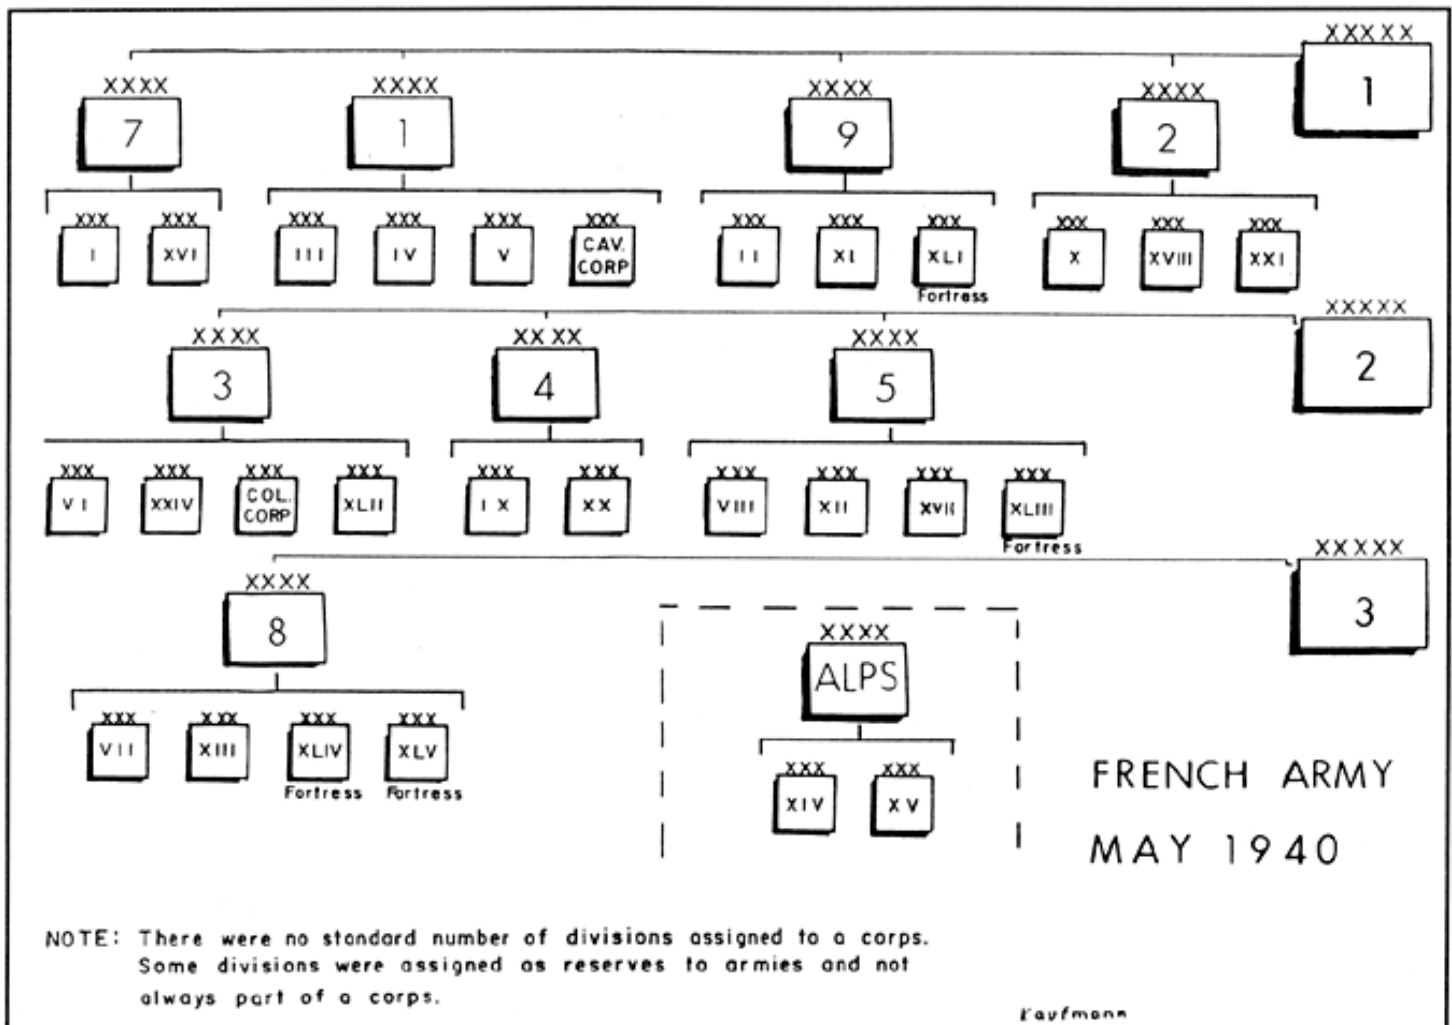 XXXXX
1
XXXX XXXX XXXX XXXX
7 1 9 2
XXX XXX XXX XXX XXX XXX XXX XXX XXX XXX XXX XXX
I XVI III IV V CAV. CORP II XI XLI X XVIII XXI
Fortress
XXXXX
2
XXXX XXXX XXXX
3 4 5
XXX XXX XXX XXX XXX XXX XXX XXX XXX XXX
VI XXIV COL. CORP XLII IX XX VIII XII XVII XLIII
Fortress
XXXXX
3
XXXX
8
XXXX
ALPS
XXX XXX XXX XXX
VII XIII XLIV XLV
Fortress Fortress
XXX XXX
XIV XV
FRENCH ARMY
MAY 1940
NOTE: There were no standard number of divisions assigned to a corps.
Some divisions were assigned as reserves to armies and not
always part of a corps.
Kaufmann